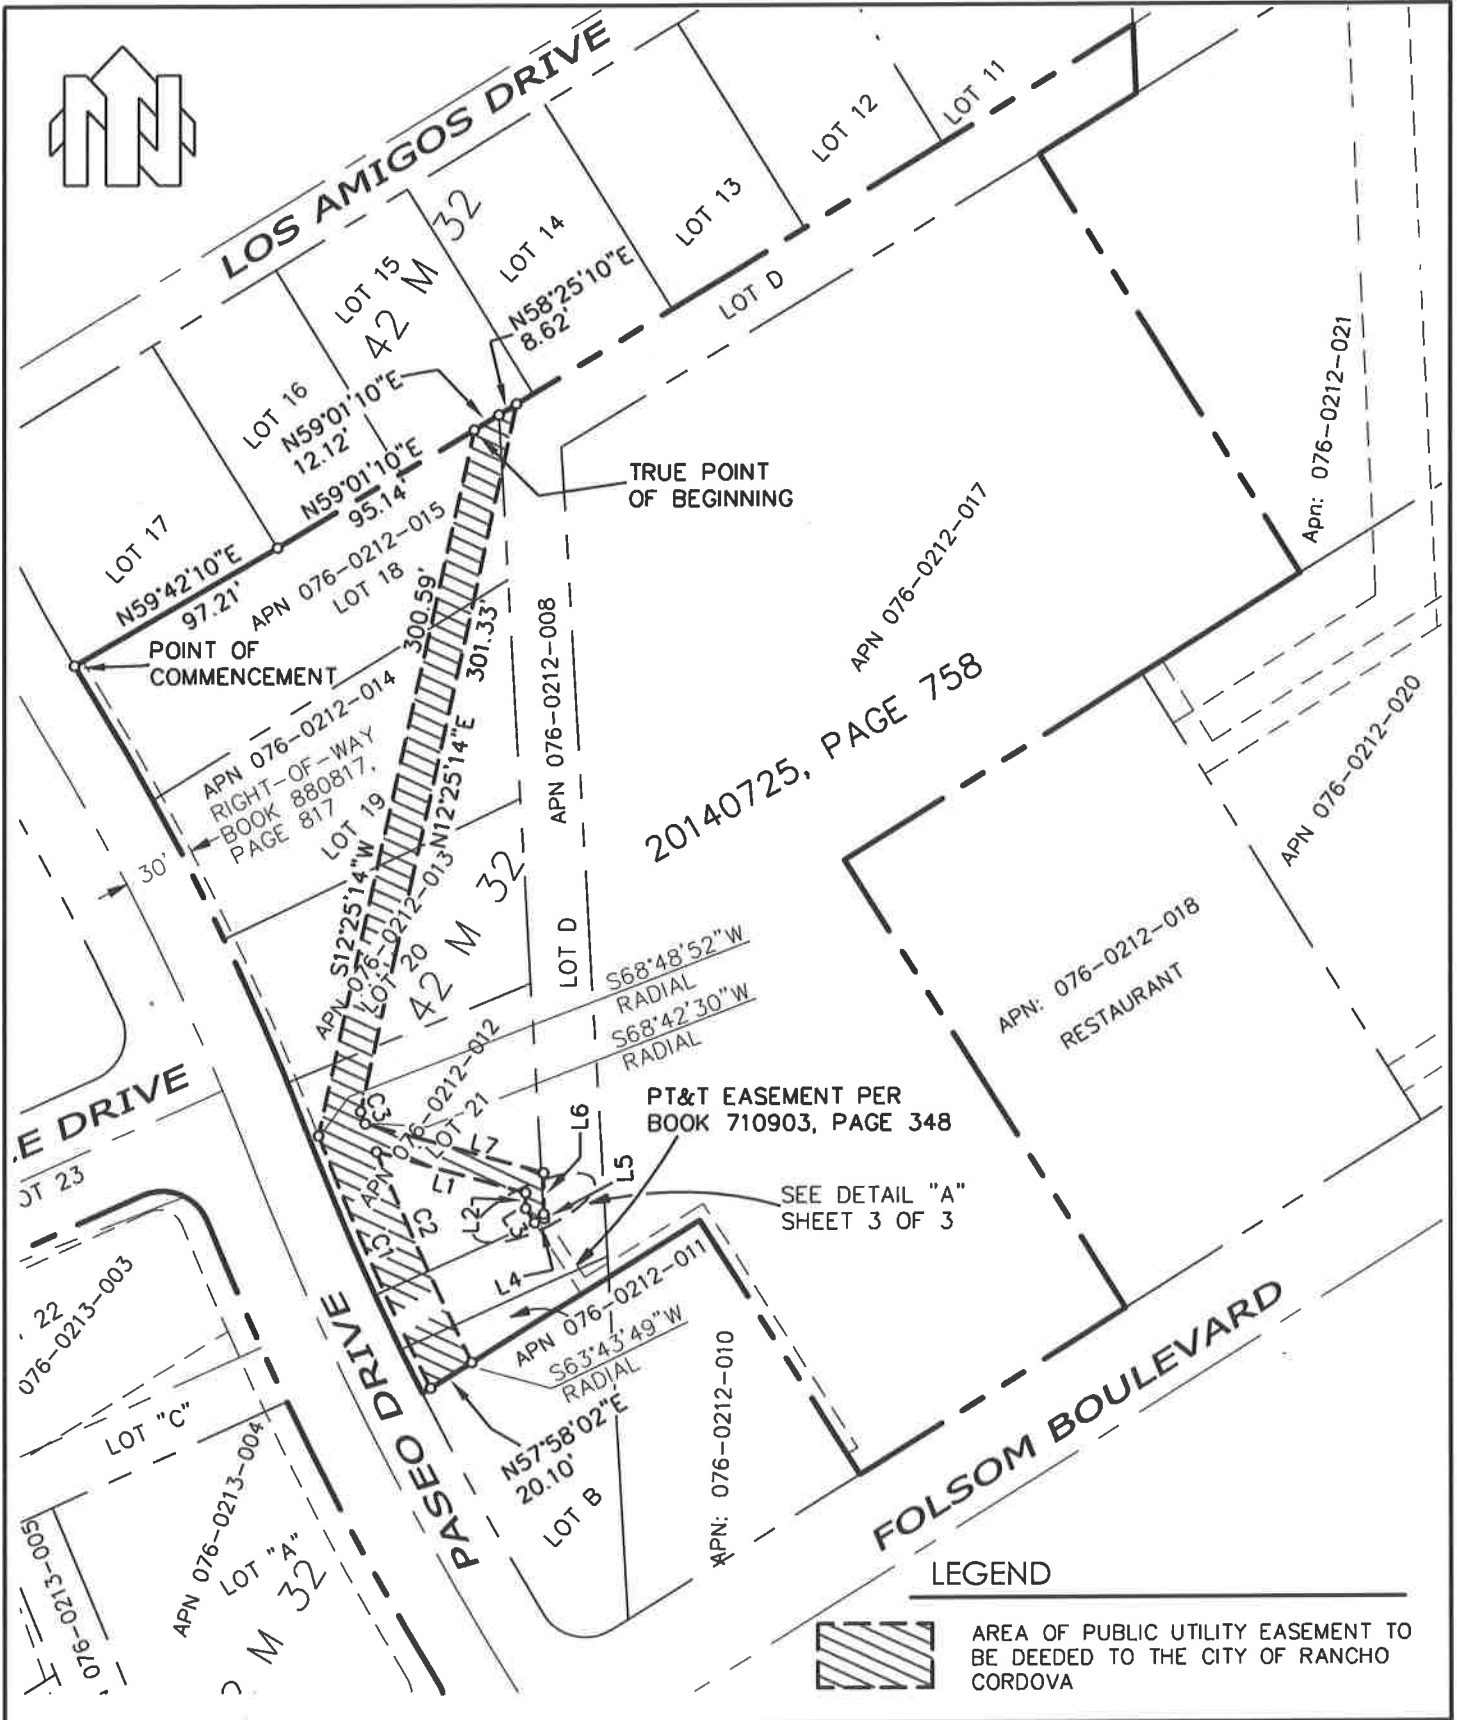 LOS AMIGOS DRIVE
LOT 11
LOT 12
LOT 13
LOT 14
LOT 15
42 M 32
LOT 16
LOT 17
LOT D
N58°25'10"E
8.62'
N59°01'10"E
12.12'
N59°01'10"E
95.14'
N59°42'10"E
97.21'
TRUE POINT
OF BEGINNING
POINT OF
COMMENCEMENT
APN 076-0212-015
LOT 18
300.59'
301.33'
APN 076-0212-008
APN 076-0212-017
Apn: 076-0212-021
APN 076-0212-014
RIGHT-OF-WAY
BOOK 880817,
PAGE 817
LOT 19
30'
S12°25'14"W
N12°25'14"E
APN 076-0212-013
LOT 20
42 M 32
20140725, PAGE 758
LOT D
APN 076-0212-020
APN: 076-0212-018
RESTAURANT
S68°48'52"W
RADIAL
S68°42'30"W
RADIAL
APN 076-0212-012
LOT 21
C3
L7
L6
L1
L5
L2
L3
L4
C2
C1
PT&T EASEMENT PER
BOOK 710903, PAGE 348
SEE DETAIL "A"
SHEET 3 OF 3
E DRIVE
OT 23
22
076-0213-003
LOT "C"
APN 076-0213-004
LOT "A"
M 32
076-0213-005
PASEO DRIVE
APN 076-0212-011
S63°43'49"W
RADIAL
N57°58'02"E
20.10'
LOT B
APN: 076-0212-010
FOLSOM BOULEVARD
LEGEND
AREA OF PUBLIC UTILITY EASEMENT TO
BE DEEDED TO THE CITY OF RANCHO
CORDOVA